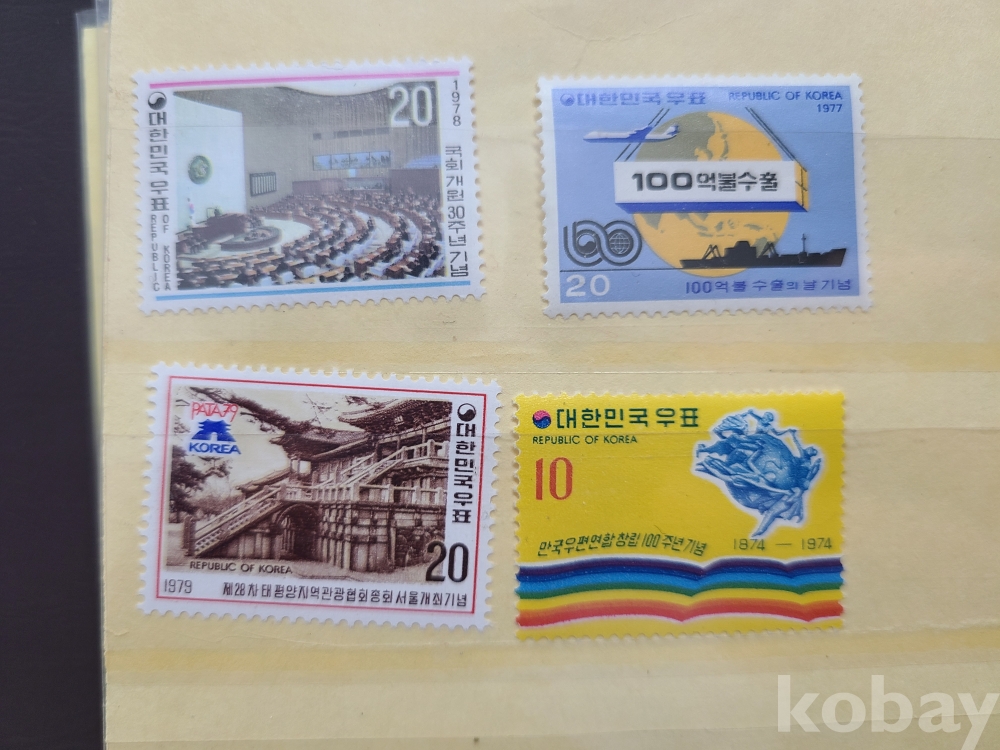 대한민국 우표
REPUBLIC
OF KOREA
20
1978 국회 개원 30주년 기념
대한민국우표 REPUBLIC OF KOREA
1977
100억불수출
20
100억불 수출의 날 기념
PATA79
KOREA
대한민국우표
REPUBLIC OF KOREA
20
1979 제28차 태평양지역관광협회총회 서울개최기념
대한민국우표
REPUBLIC OF KOREA
10
만국우편연합 창립 100주년 기념 1874 — 1974
kobay